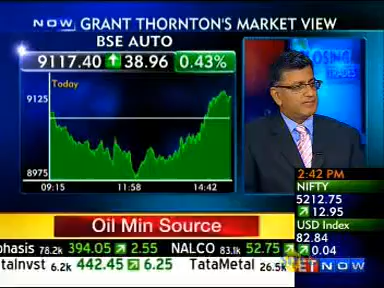 NOW GRANT THORNTON'S MARKET VIEW
BSE AUTO
9117.40 38.96 0.43%
Today
9125
8975
09:15 11:58 14:42
TRADES
2:42 PM
NIFTY
5212.75
12.95
USD Index
82.84
0.04
Oil Min Source
phasis 78.2k 394.05 2.55 NALCO 83.1k 52.75
taInvst 6.2k 442.45 6.25 TataMetal 26.5k
ET NOW